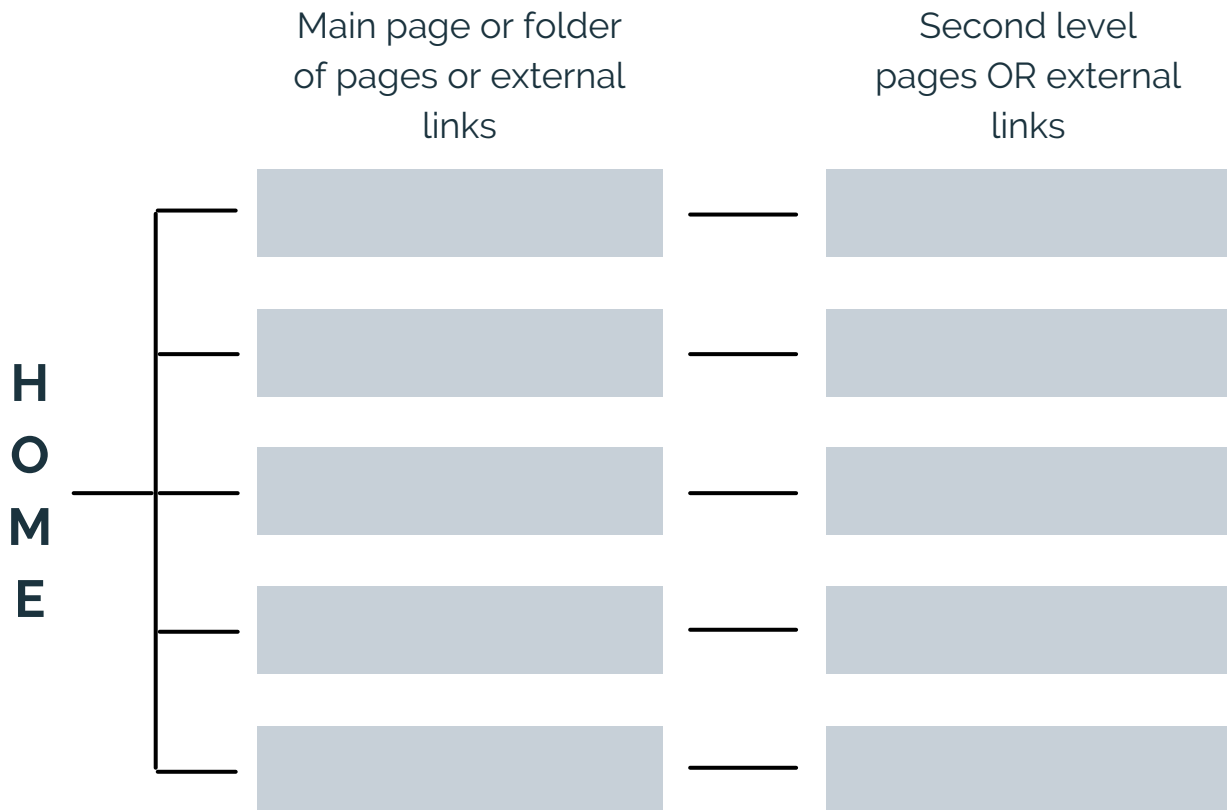 Main page or folder
of pages or external
links
Second level
pages OR external
links
H
O
M
E